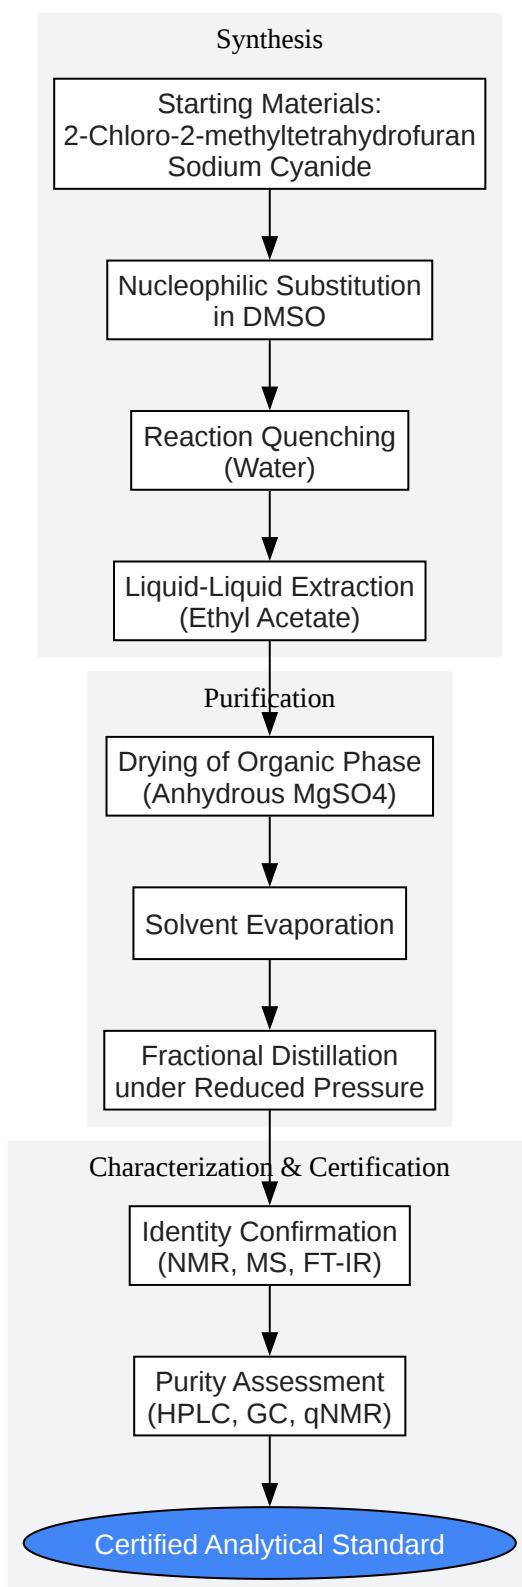 Synthesis
Starting Materials:
2-Chloro-2-methyltetrahydrofuran
Sodium Cyanide
Nucleophilic Substitution
in DMSO
Reaction Quenching
(Water)
Liquid-Liquid Extraction
(Ethyl Acetate)
Purification
Drying of Organic Phase
(Anhydrous MgSO4)
Solvent Evaporation
Fractional Distillation
under Reduced Pressure
Characterization & Certification
Identity Confirmation
(NMR, MS, FT-IR)
Purity Assessment
(HPLC, GC, qNMR)
Certified Analytical Standard